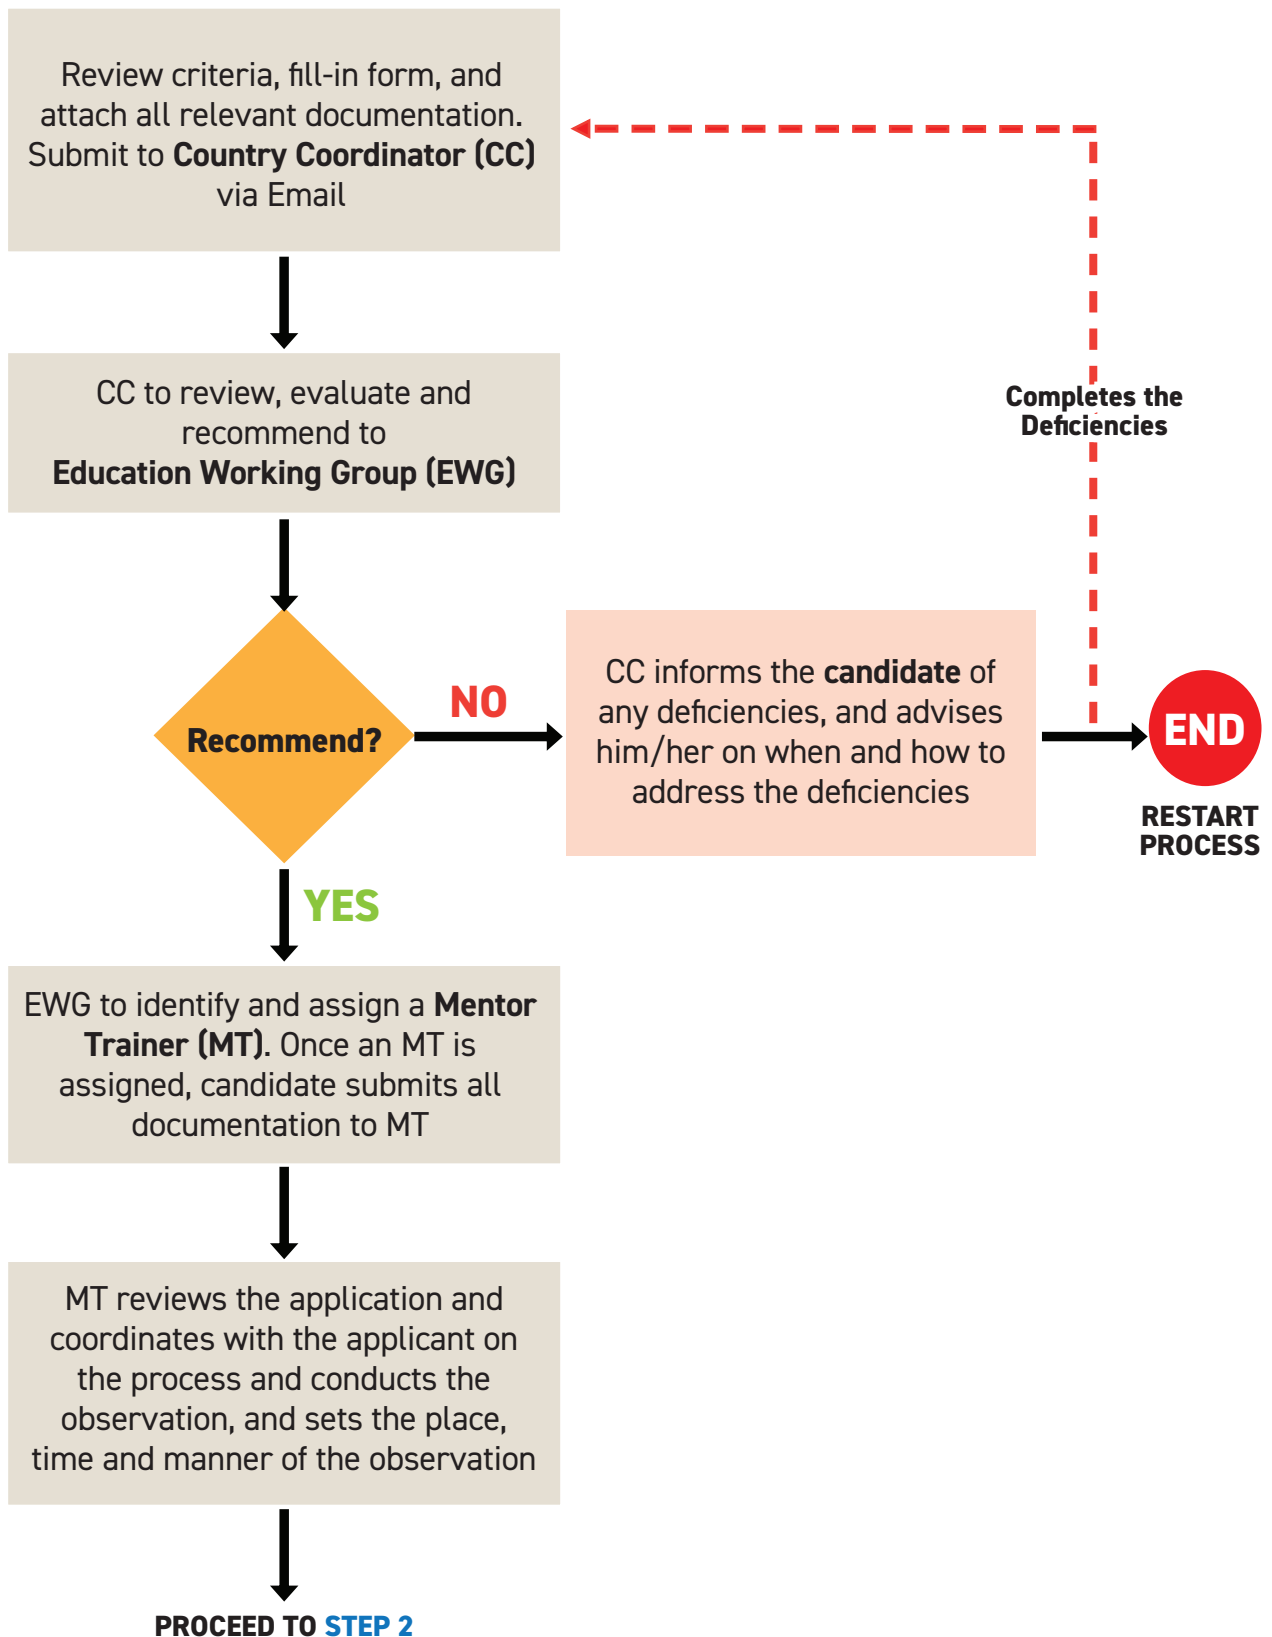 Review criteria, fill-in form, and
attach all relevant documentation.
Submit to Country Coordinator (CC)
via Email
CC to review, evaluate and
recommend to
Education Working Group (EWG)
Completes the
Deficiencies
Recommend?
NO
CC informs the candidate of
any deficiencies, and advises
him/her on when and how to
address the deficiencies
END
RESTART
PROCESS
YES
EWG to identify and assign a Mentor
Trainer (MT). Once an MT is
assigned, candidate submits all
documentation to MT
MT reviews the application and
coordinates with the applicant on
the process and conducts the
observation, and sets the place,
time and manner of the observation
PROCEED TO STEP 2